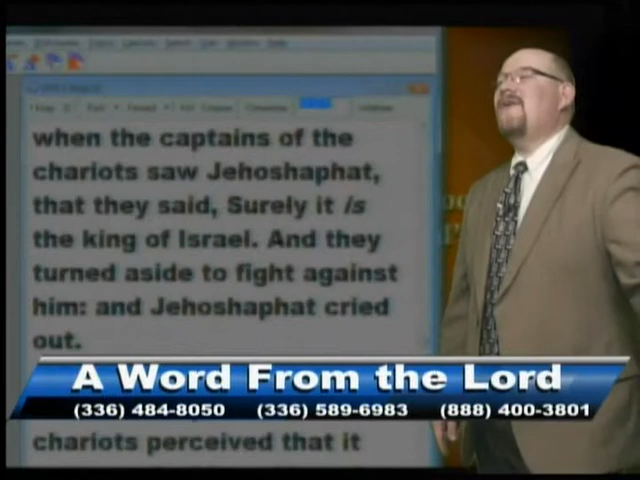 when the captains of the
chariots saw Jehoshaphat,
that they said, Surely it is
the king of Israel. And they
turned aside to fight against
him: and Jehoshaphat cried
out.
A Word From the Lord
(336) 484-8050 (336) 589-6983 (888) 400-3801
chariots perceived that it